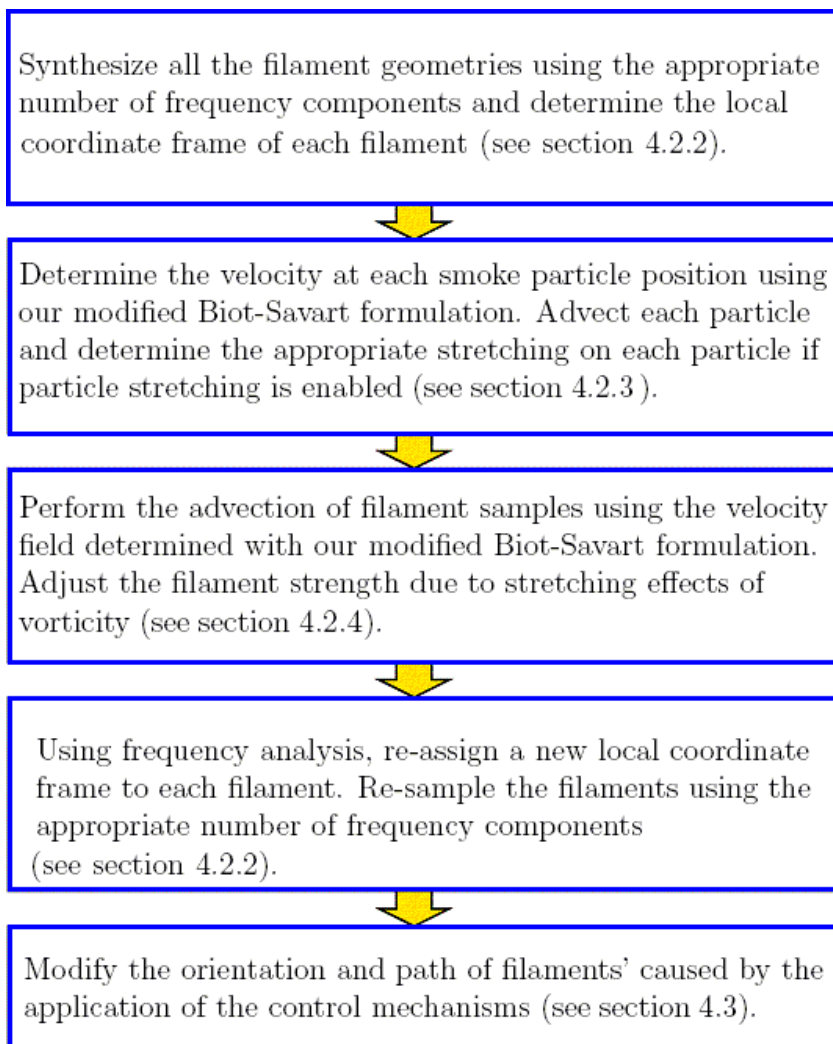 Synthesize all the filament geometries using the appropriate
number of frequency components and determine the local
coordinate frame of each filament (see section 4.2.2).
Determine the velocity at each smoke particle position using
our modified Biot-Savart formulation. Advect each particle
and determine the appropriate stretching on each particle if
particle stretching is enabled (see section 4.2.3 ).
Perform the advection of filament samples using the velocity
field determined with our modified Biot-Savart formulation.
Adjust the filament strength due to stretching effects of
vorticity (see section 4.2.4).
Using frequency analysis, re-assign a new local coordinate
frame to each filament. Re-sample the filaments using the
appropriate number of frequency components
(see section 4.2.2).
Modify the orientation and path of filaments' caused by the
application of the control mechanisms (see section 4.3).